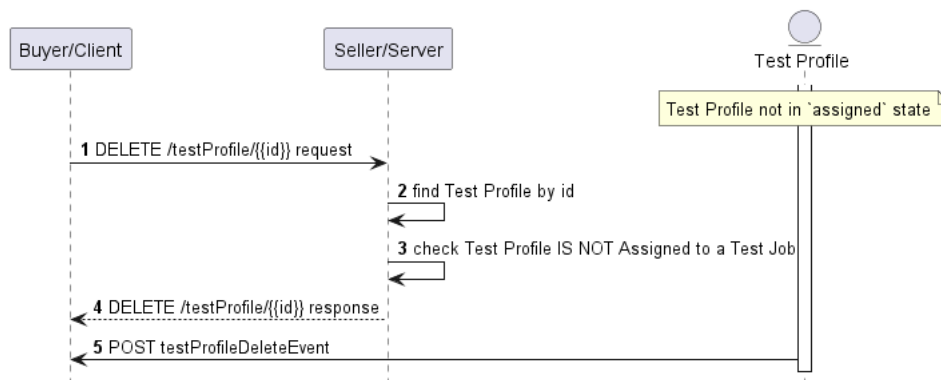 Buyer/Client
Seller/Server
Test Profile
Test Profile not in `assigned` state
1 DELETE /testProfile/{{id}} request
2 find Test Profile by id
3 check Test Profile IS NOT Assigned to a Test Job
4 DELETE /testProfile/{{id}} response
5 POST testProfileDeleteEvent